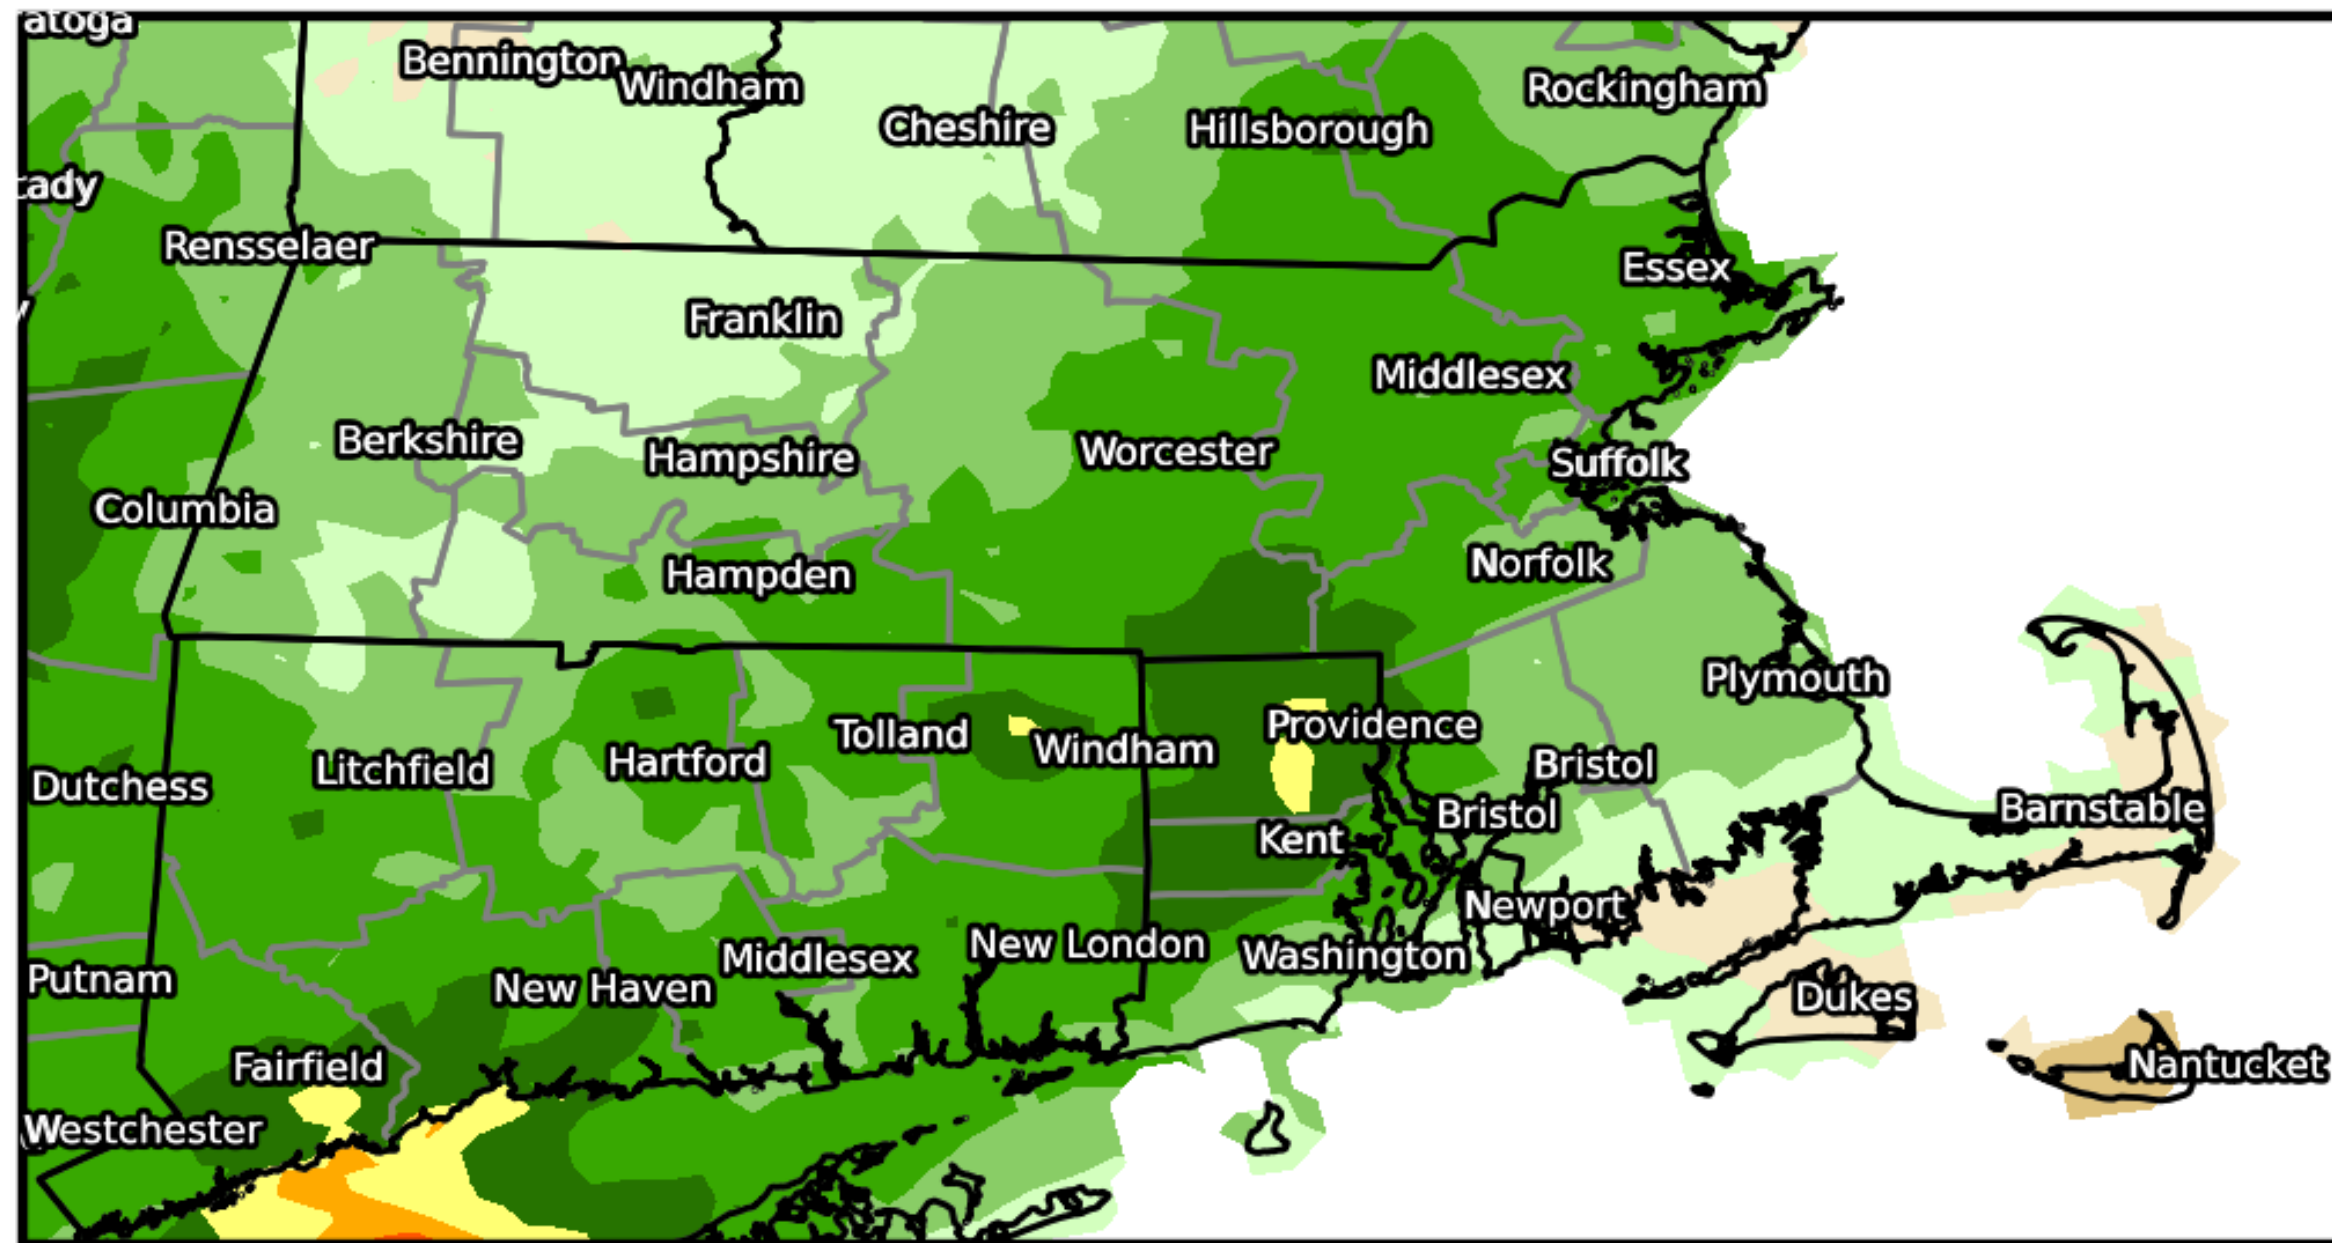 atoga
Bennington
Windham
Rockingham
Cheshire
Hillsborough
cady
Rensselaer
Essex
y
Franklin
Middlesex
Berkshire
Hampshire
Worcester
Suffolk
Columbia
Norfolk
Hampden
Plymouth
Providence
Tolland
Windham
Litchfield
Hartford
Bristol
Dutchess
Barnstable
Bristol
Kent
Newport
New London
Washington
Middlesex
Putnam
New Haven
Dukes
Fairfield
Nantucket
Westchester